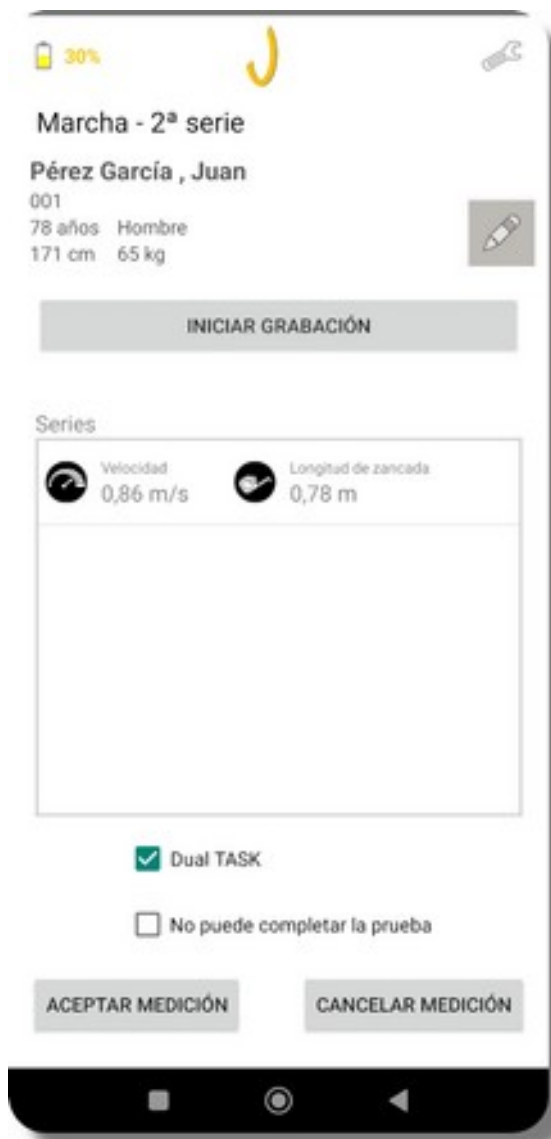 30%
Marcha - 2ª serie
Pérez García , Juan
001
78 años Hombre
171 cm 65 kg
INICIAR GRABACIÓN
Series
Velocidad Longitud de zancada
0,86 m/s 0,78 m
Dual TASK
No puede completar la prueba
ACEPTAR MEDICIÓN CANCELAR MEDICIÓN